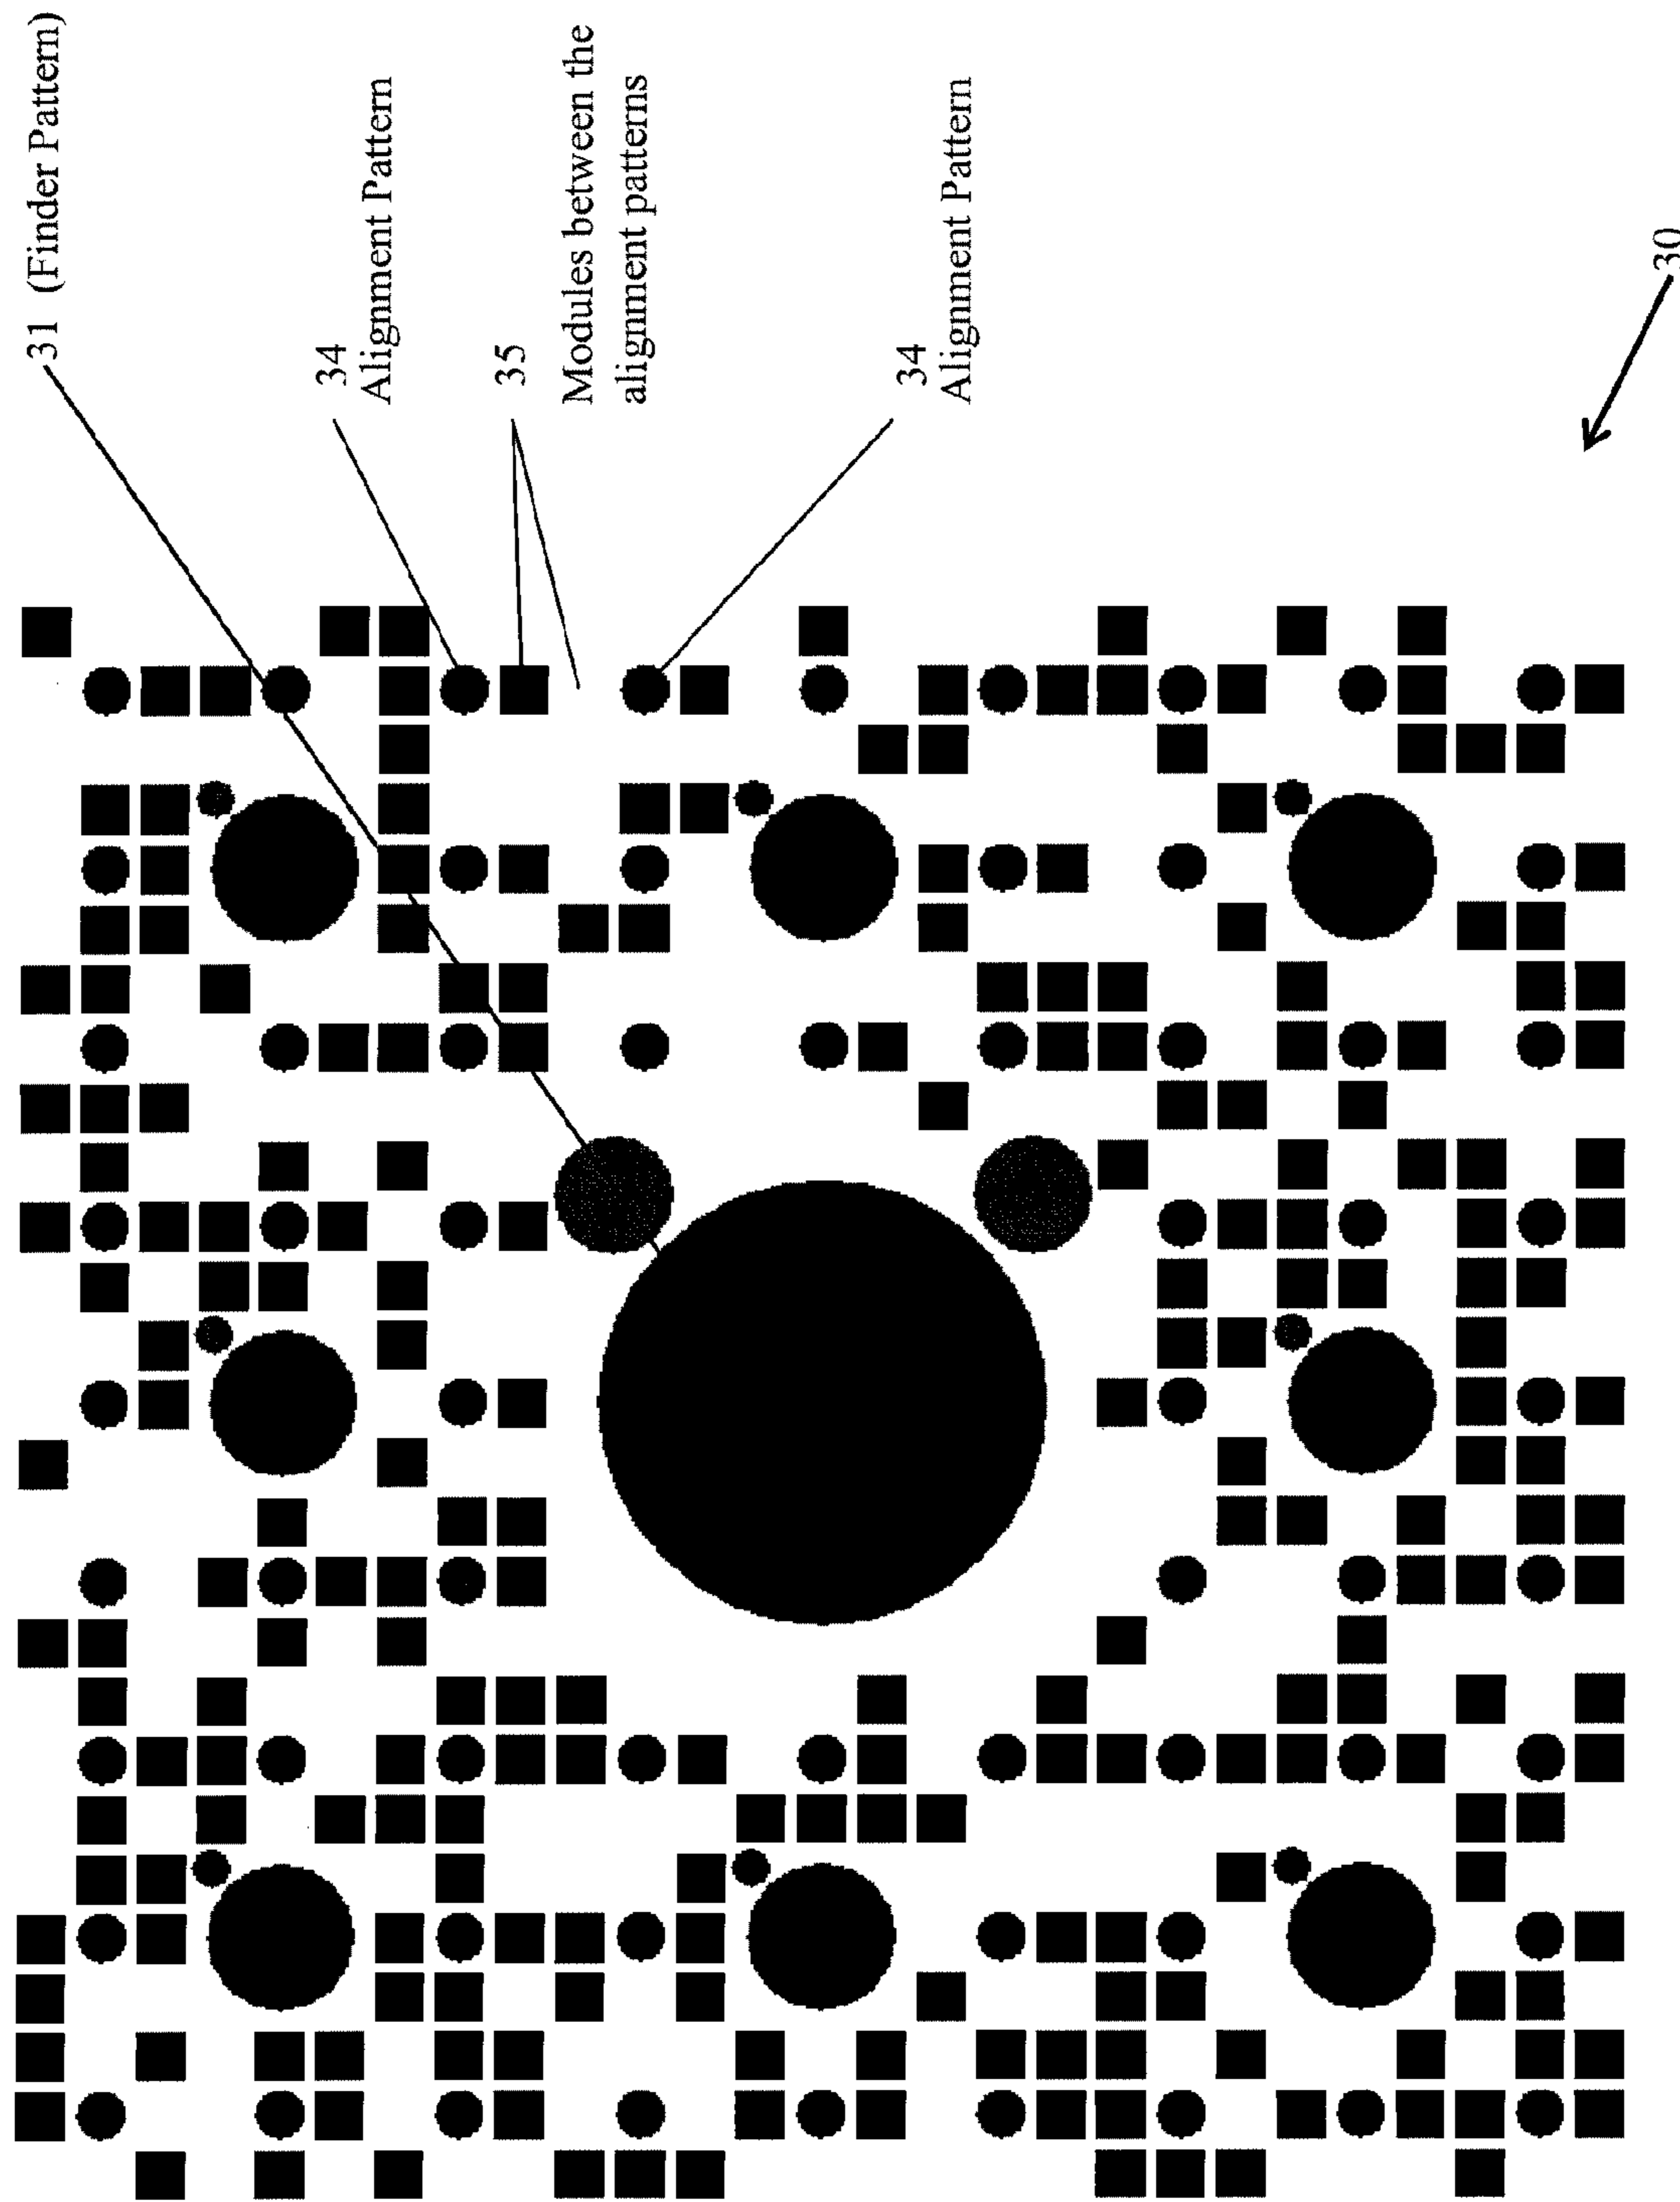 31 (Finder Pattern)
34
Alignment Pattern
35
Modules between the
alignment patterns
34
Alignment Pattern
30